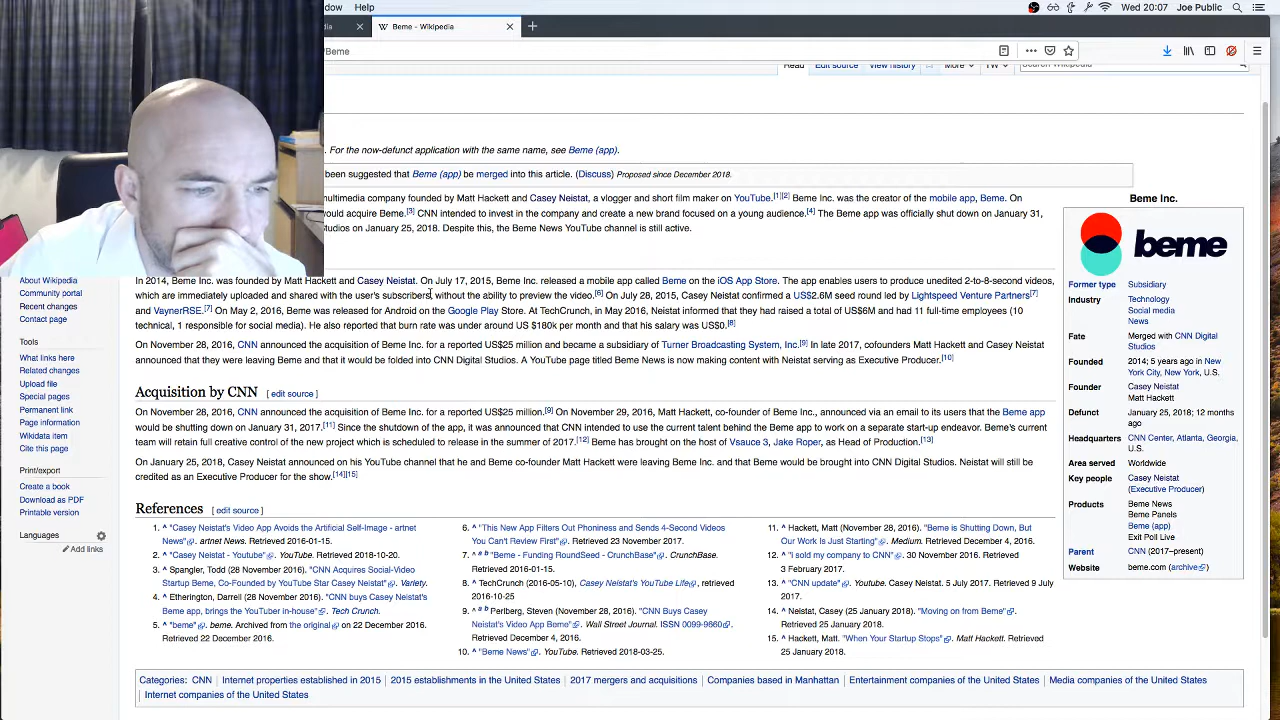 dow Help
Wed 20:07 Joe Public
dia
W Beme - Wikipedia
/Beme
Read Edit source View history More TW Search Wikipedia
. For the now-defunct application with the same name, see Beme (app).
been suggested that Beme (app) be merged into this article. (Discuss) Proposed since December 2018.
multimedia company founded by Matt Hackett and Casey Neistat, a vlogger and short film maker on YouTube.[1][2] Beme Inc. was the creator of the mobile app, Beme. On
ould acquire Beme.[3] CNN intended to invest in the company and create a new brand focused on a young audience.[4] The Beme app was officially shut down on January 31,
tudios on January 25, 2018. Despite this, the Beme News YouTube channel is still active.
In 2014, Beme Inc. was founded by Matt Hackett and Casey Neistat. On July 17, 2015, Beme Inc. released a mobile app called Beme on the iOS App Store. The app enables users to produce unedited 2-to-8-second videos,
which are immediately uploaded and shared with the user's subscribers, without the ability to preview the video.[6] On July 28, 2015, Casey Neistat confirmed a US$2.6M seed round led by Lightspeed Venture Partners[7]
and VaynerRSE.[7] On May 2, 2016, Beme was released for Android on the Google Play Store. At TechCrunch, in May 2016, Neistat informed that they had raised a total of US$6M and had 11 full-time employees (10
technical, 1 responsible for social media). He also reported that burn rate was under around US $180k per month and that his salary was US$0.[8]
On November 28, 2016, CNN announced the acquisition of Beme Inc. for a reported US$25 million and became a subsidiary of Turner Broadcasting System, Inc.[9] In late 2017, cofounders Matt Hackett and Casey Neistat
announced that they were leaving Beme and that it would be folded into CNN Digital Studios. A YouTube page titled Beme News is now making content with Neistat serving as Executive Producer.[10]
Acquisition by CNN [ edit source ]
On November 28, 2016, CNN announced the acquisition of Beme Inc. for a reported US$25 million.[9] On November 29, 2016, Matt Hackett, co-founder of Beme Inc., announced via an email to its users that the Beme app
would be shutting down on January 31, 2017.[11] Since the shutdown of the app, it was announced that CNN intended to use the current talent behind the Beme app to work on a separate start-up endeavor. Beme's current
team will retain full creative control of the new project which is scheduled to release in the summer of 2017.[12] Beme has brought on the host of Vsauce 3, Jake Roper, as Head of Production.[13]
On January 25, 2018, Casey Neistat announced on his YouTube channel that he and Beme co-founder Matt Hackett were leaving Beme Inc. and that Beme would be brought into CNN Digital Studios. Neistat will still be
credited as an Executive Producer for the show.[14][15]
References [ edit source ]
1. ^ "Casey Neistat's Video App Avoids the Artificial Self-Image - artnet
News". artnet News. Retrieved 2016-01-15.
2. ^ "Casey Neistat - Youtube". YouTube. Retrieved 2018-10-20.
3. ^ Spangler, Todd (28 November 2016). "CNN Acquires Social-Video
Startup Beme, Co-Founded by YouTube Star Casey Neistat". Variety.
4. ^ Etherington, Darrell (28 November 2016). "CNN buys Casey Neistat's
Beme app, brings the YouTuber in-house". Tech Crunch.
5. ^ "beme". beme. Archived from the original on 22 December 2016.
Retrieved 22 December 2016.
6. ^ "This New App Filters Out Phoniness and Sends 4-Second Videos
You Can't Review First". Retrieved 23 November 2017.
7. ^ a b "Beme - Funding RoundSeed - CrunchBase". CrunchBase.
Retrieved 2016-01-15.
8. ^ TechCrunch (2016-05-10), Casey Neistat's YouTube Life, retrieved
2016-10-25
9. ^ a b Perlberg, Steven (November 28, 2016). "CNN Buys Casey
Neistat's Video App Beme". Wall Street Journal. ISSN 0099-9660.
Retrieved December 4, 2016.
10. ^ "Beme News". YouTube. Retrieved 2018-03-25.
11. ^ Hackett, Matt (November 28, 2016). "Beme is Shutting Down, But
Our Work Is Just Starting". Medium. Retrieved December 4, 2016.
12. ^ "I sold my company to CNN". 30 November 2016. Retrieved
3 February 2017.
13. ^ "CNN update". Youtube. Casey Neistat. 5 July 2017. Retrieved 9 July
2017.
14. ^ Neistat, Casey (25 January 2018). "Moving on from Beme".
Retrieved 25 January 2018.
15. ^ Hackett, Matt. "When Your Startup Stops". Matt Hackett. Retrieved
25 January 2018.
Categories: CNN | Internet properties established in 2015 | 2015 establishments in the United States | 2017 mergers and acquisitions | Companies based in Manhattan | Entertainment companies of the United States | Media companies of the United States
Internet companies of the United States
Beme Inc.
beme
Former type Subsidiary
Industry Technology
Social media
News
Fate Merged with CNN Digital
Studios
Founded 2014; 5 years ago in New
York City, New York, U.S.
Founder Casey Neistat
Matt Hackett
Defunct January 25, 2018; 12 months
ago
Headquarters CNN Center, Atlanta, Georgia,
U.S.
Area served Worldwide
Key people Casey Neistat
(Executive Producer)
Products Beme News
Beme Panels
Beme (app)
Exit Poll Live
Parent CNN (2017–present)
Website beme.com (archive)
About Wikipedia
Community portal
Recent changes
Contact page
Tools
What links here
Related changes
Upload file
Special pages
Permanent link
Page information
Wikidata item
Cite this page
Print/export
Create a book
Download as PDF
Printable version
Languages
Add links